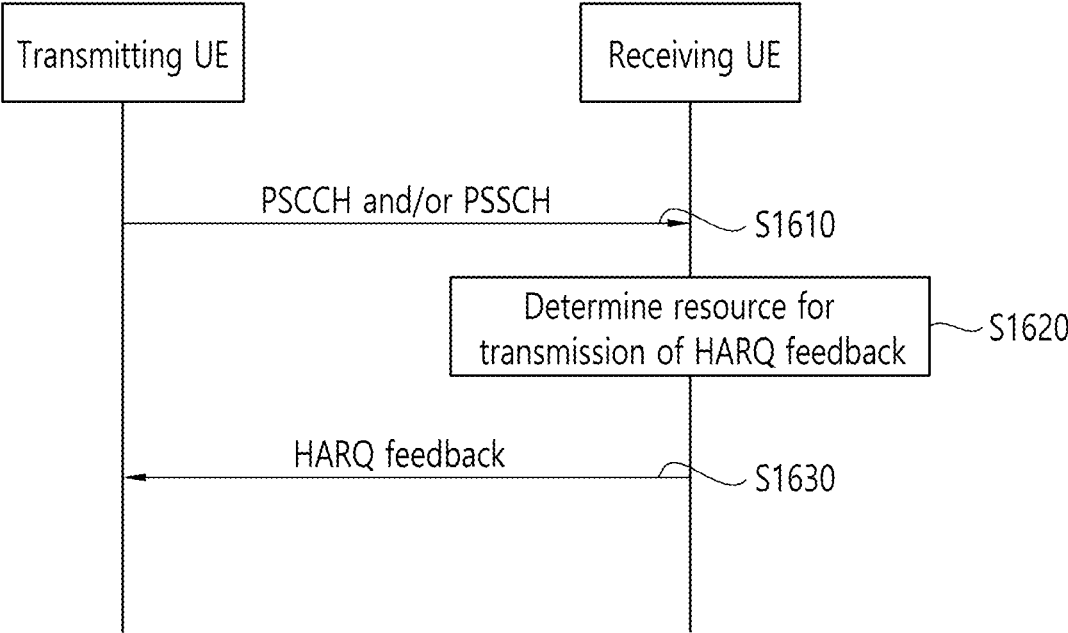 Transmitting UE
Receiving UE
PSCCH and/or PSSCH
S1610
Determine resource for
transmission of HARQ feedback
S1620
HARQ feedback
S1630